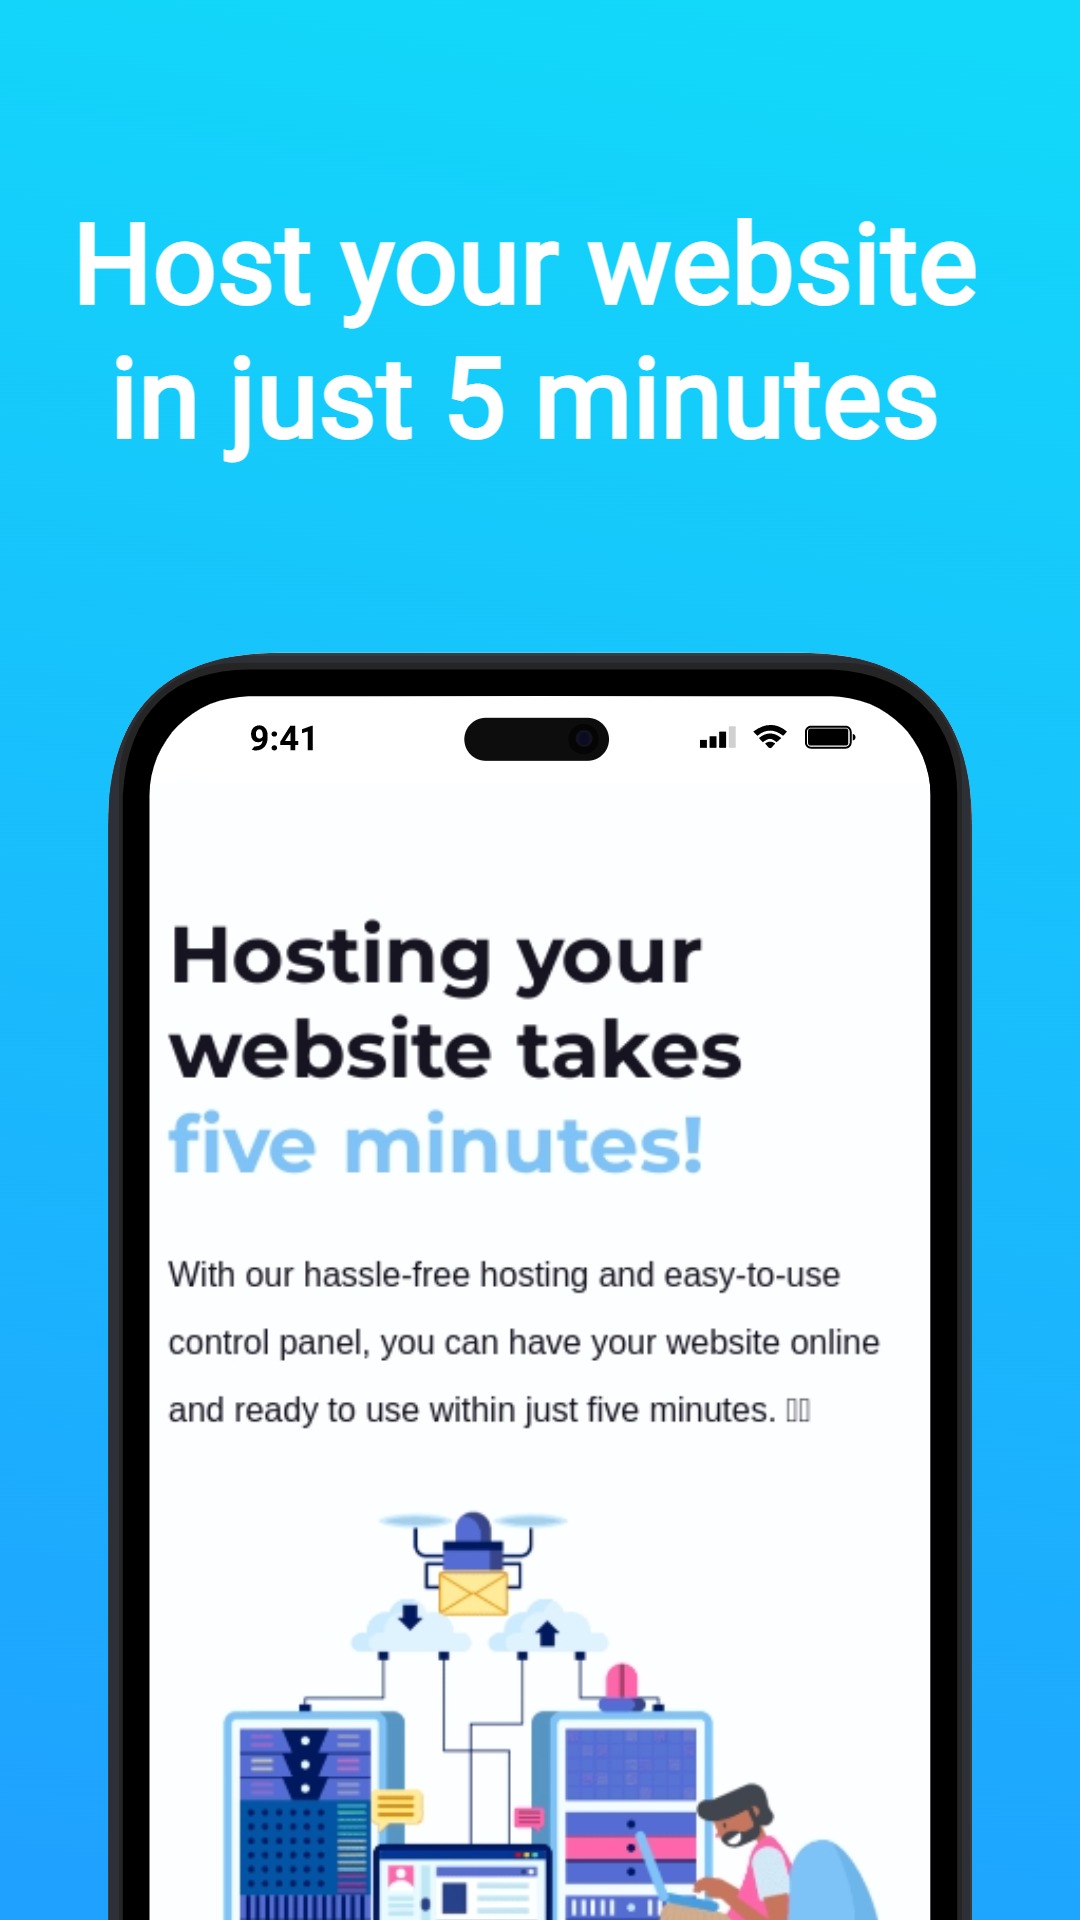 Host your website
in just 5 minutes
9:41
Hosting your
website takes
five minutes!
With our hassle-free hosting and easy-to-use
control panel, you can have your website online
and ready to use within just five minutes.